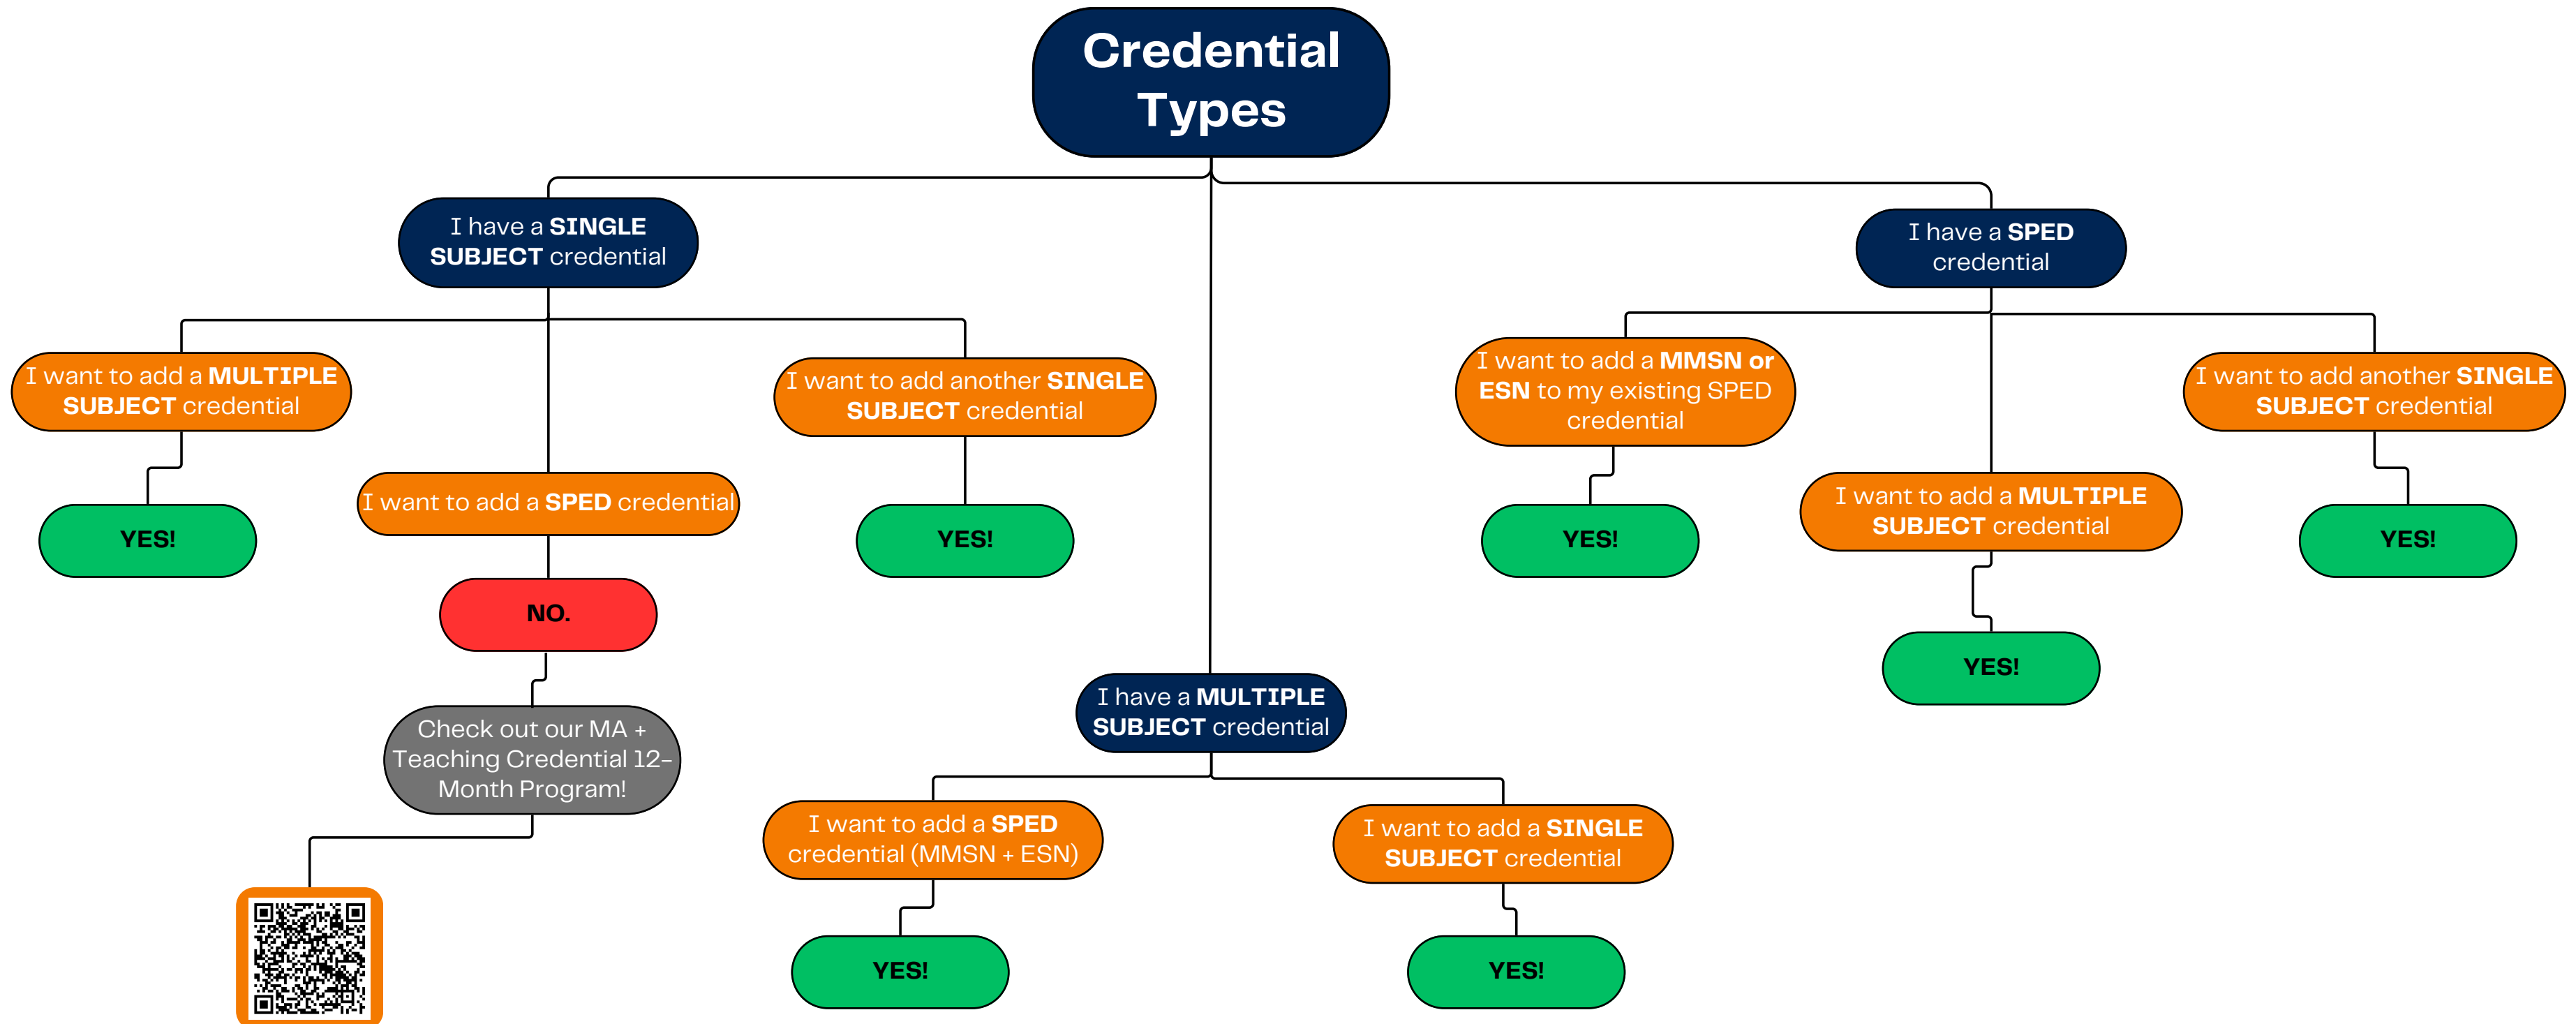 Credential
Types
I have a SINGLE
SUBJECT credential
I have a SPED
credential
I want to add a MULTIPLE
SUBJECT credential
I want to add another SINGLE
SUBJECT credential
I want to add a MMSN or
ESN to my existing SPED
credential
I want to add another SINGLE
SUBJECT credential
I want to add a SPED credential
I want to add a MULTIPLE
SUBJECT credential
YES!
YES!
YES!
YES!
NO.
YES!
Check out our MA +
Teaching Credential 12-
Month Program!
I have a MULTIPLE
SUBJECT credential
I want to add a SPED
credential (MMSN + ESN)
I want to add a SINGLE
SUBJECT credential
YES!
YES!